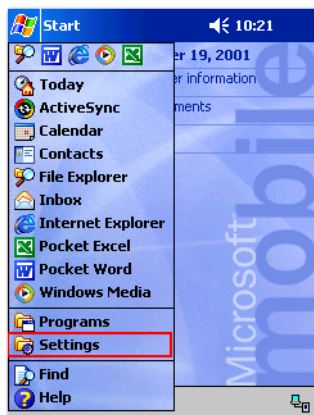 Start 10:21
er 19, 2001
er information
Today
ments
ActiveSync
Calendar
Contacts
File Explorer
Inbox
Internet Explorer
Pocket Excel
Pocket Word
Windows Media
Programs
Settings
Find
Help
Microsoft
mobile